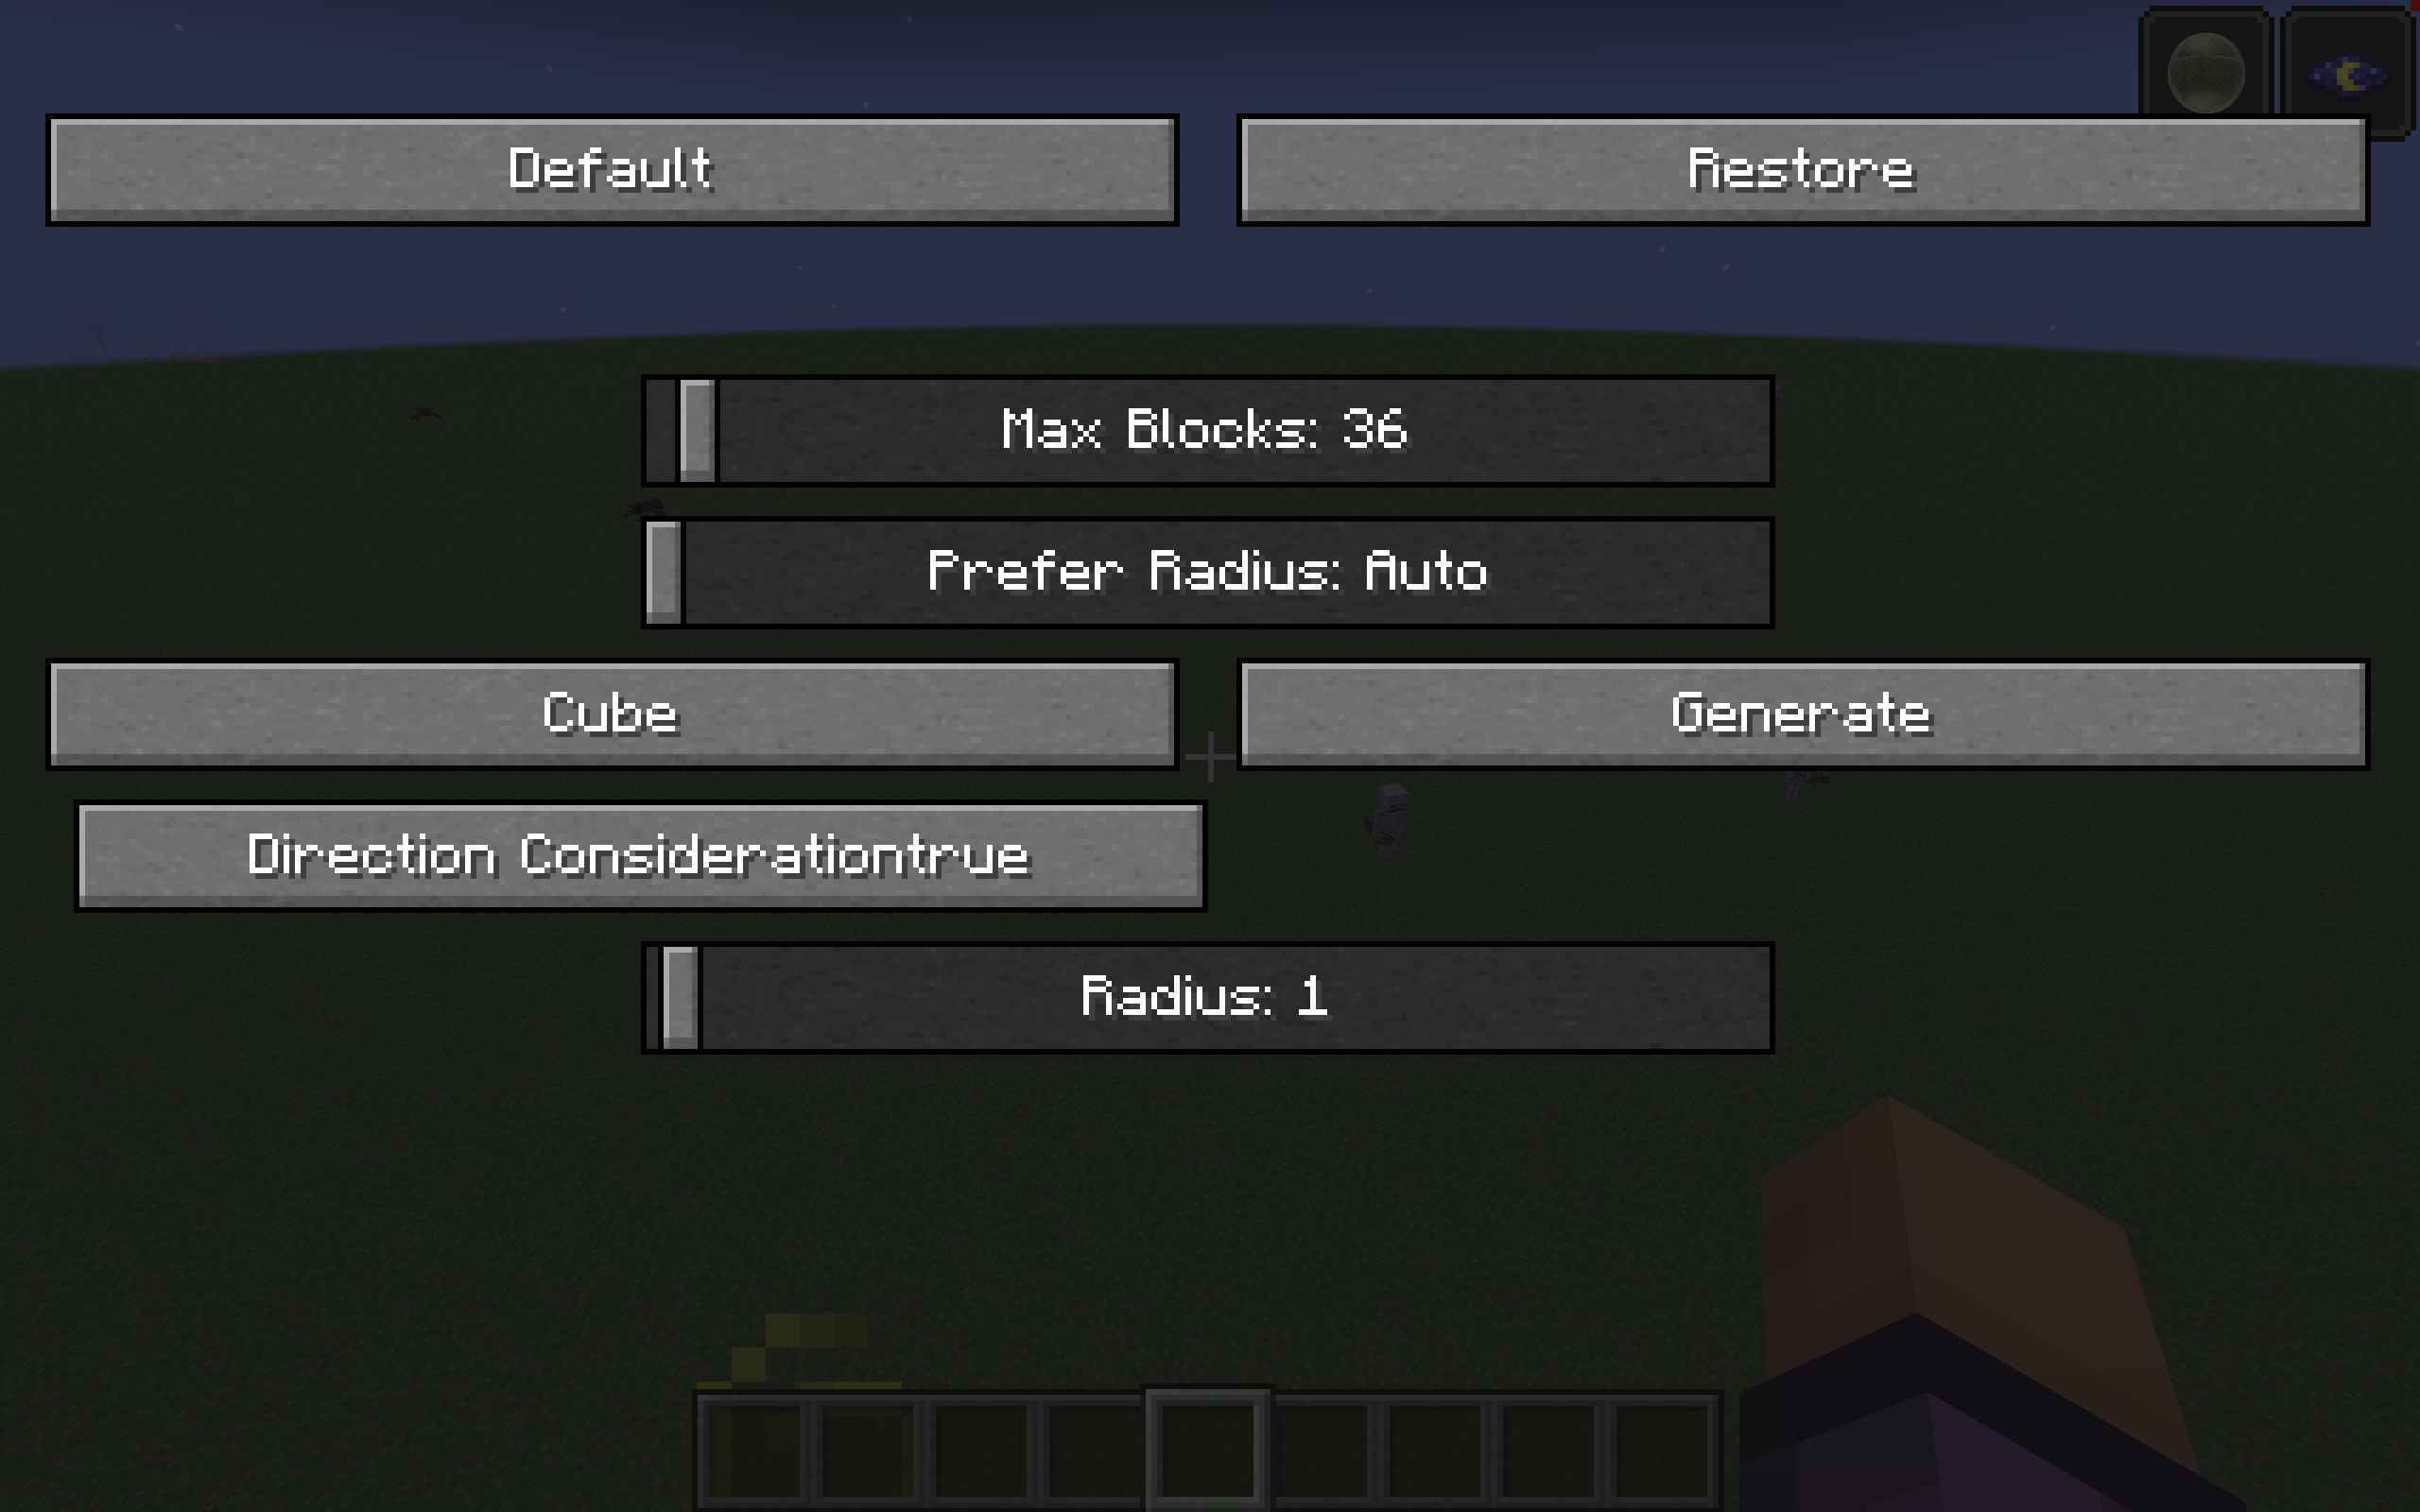 Default
Restore
Max Blocks: 36
Prefer Radius: Auto
Cube
Generate
Direction Considerationtrue
Radius: 1